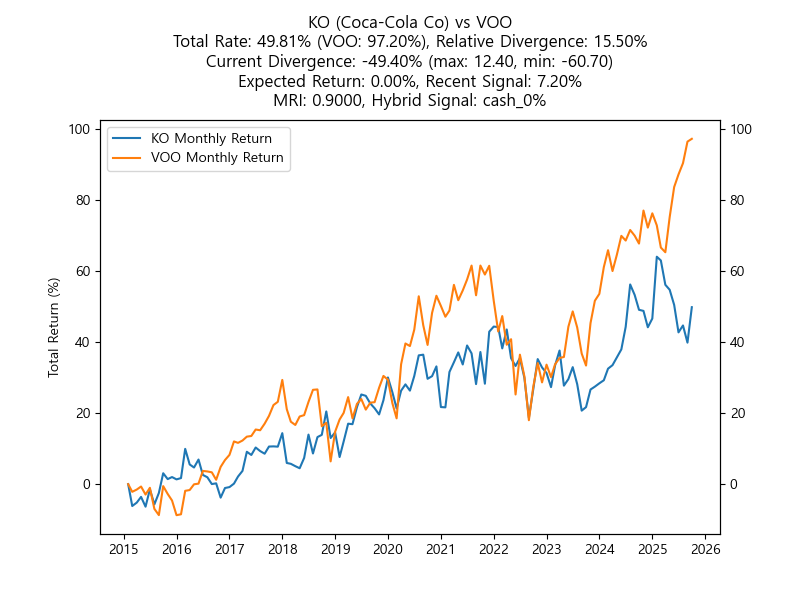 KO (Coca-Cola Co) vs VOO
Total Rate: 49.81% (VOO: 97.20%), Relative Divergence: 15.50%
Current Divergence: -49.40% (max: 12.40, min: -60.70)
Expected Return: 0.00%, Recent Signal: 7.20%
MRI: 0.9000, Hybrid Signal: cash_0%
KO Monthly Return
VOO Monthly Return
Total Return (%)
100
80
60
40
20
0
100
80
60
40
20
0
2015 2016 2017 2018 2019 2020 2021 2022 2023 2024 2025 2026